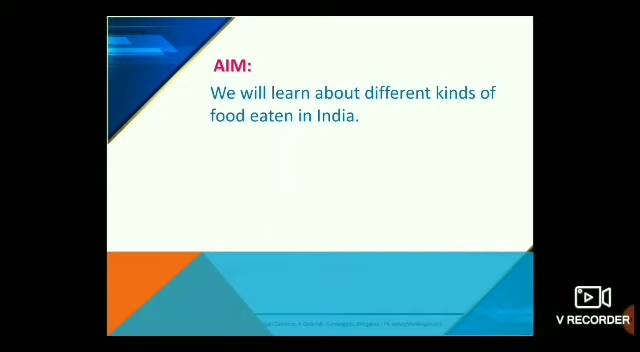 AIM:
We will learn about different kinds of
food eaten in India.
V RECORDER